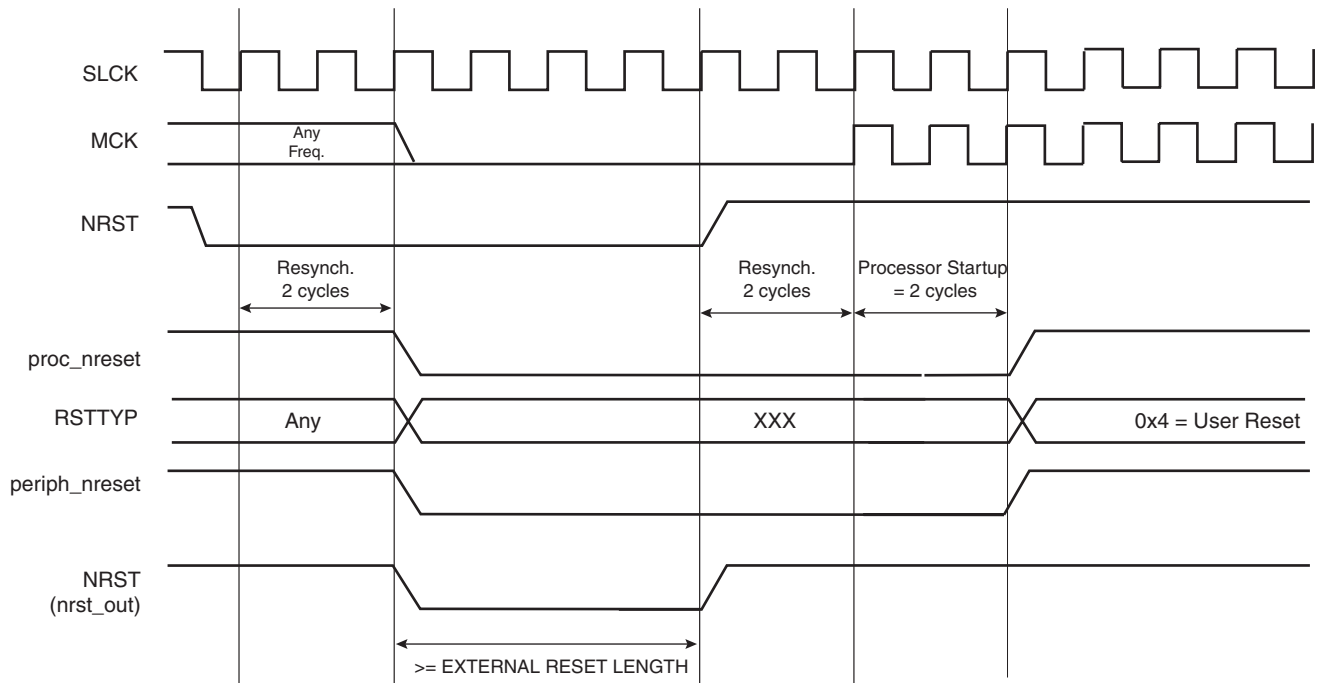 SLCK
MCK
Any
Freq.
NRST
Resynch.
2 cycles
Resynch.
2 cycles
Processor Startup
= 2 cycles
proc_nreset
RSTTYP
Any
XXX
0x4 = User Reset
periph_nreset
NRST
(nrst_out)
>= EXTERNAL RESET LENGTH